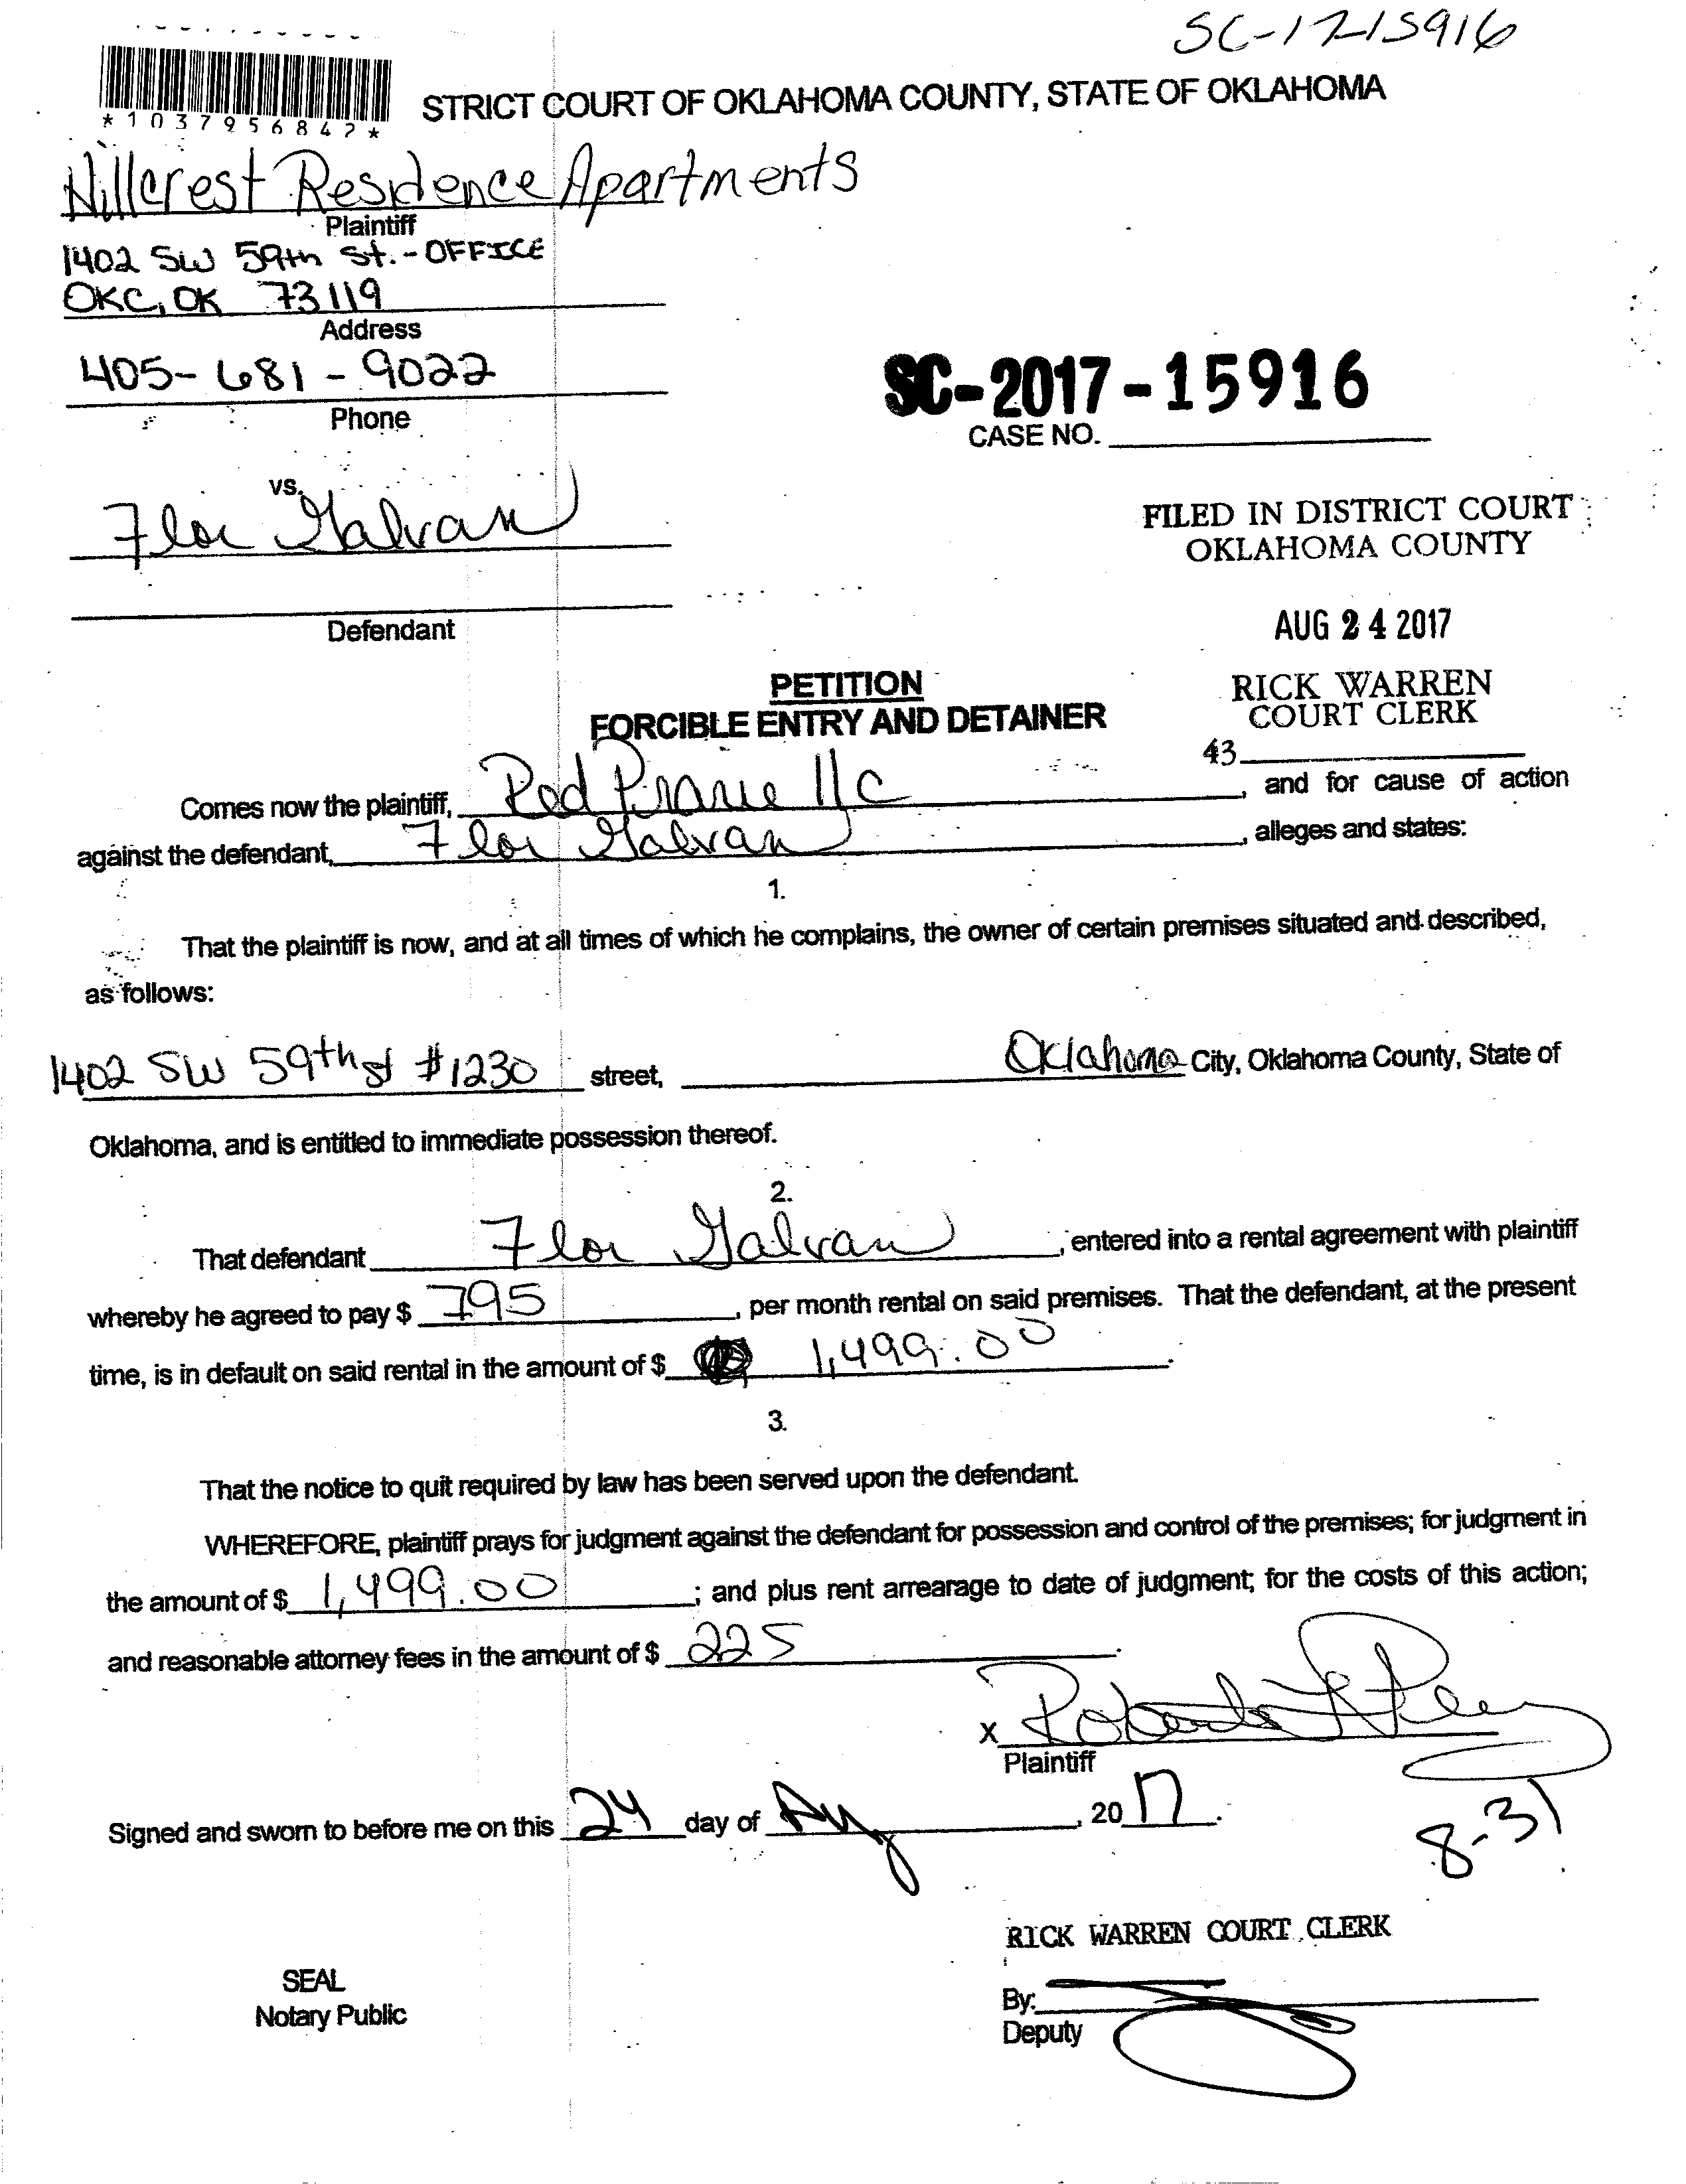 SC-17-15916
*1037956842*
STRICT COURT OF OKLAHOMA COUNTY, STATE OF OKLAHOMA
Hillcrest Residence Apartments
Plaintiff
1402 SW 59th St. - OFFICE
OKC, OK 73119
Address
405-681-9022
Phone
SC-2017-15916
CASE NO.
vs.
Flor Galvan
Defendant
FILED IN DISTRICT COURT
OKLAHOMA COUNTY
AUG 24 2017
RICK WARREN
COURT CLERK
43
PETITION
FORCIBLE ENTRY AND DETAINER
Comes now the plaintiff, Red Prarie llc, and for cause of action
against the defendant, Flor Galvan, alleges and states:
1.
That the plaintiff is now, and at all times of which he complains, the owner of certain premises situated and described,
as follows:
1402 SW 59th st #1230 street, Oklahoma City, Oklahoma County, State of
Oklahoma, and is entitled to immediate possession thereof.
2.
That defendant Flor Galvan, entered into a rental agreement with plaintiff
whereby he agreed to pay $ 795, per month rental on said premises. That the defendant, at the present
time, is in default on said rental in the amount of $ 1,499.00.
3.
That the notice to quit required by law has been served upon the defendant.
WHEREFORE, plaintiff prays for judgment against the defendant for possession and control of the premises; for judgment in
the amount of $ 1,499.00; and plus rent arrearage to date of judgment; for the costs of this action;
and reasonable attorney fees in the amount of $ 225.
X
Plaintiff
Signed and sworn to before me on this 24 day of Aug, 2017.
8-31
RICK WARREN COURT CLERK
SEAL
Notary Public
By:
Deputy